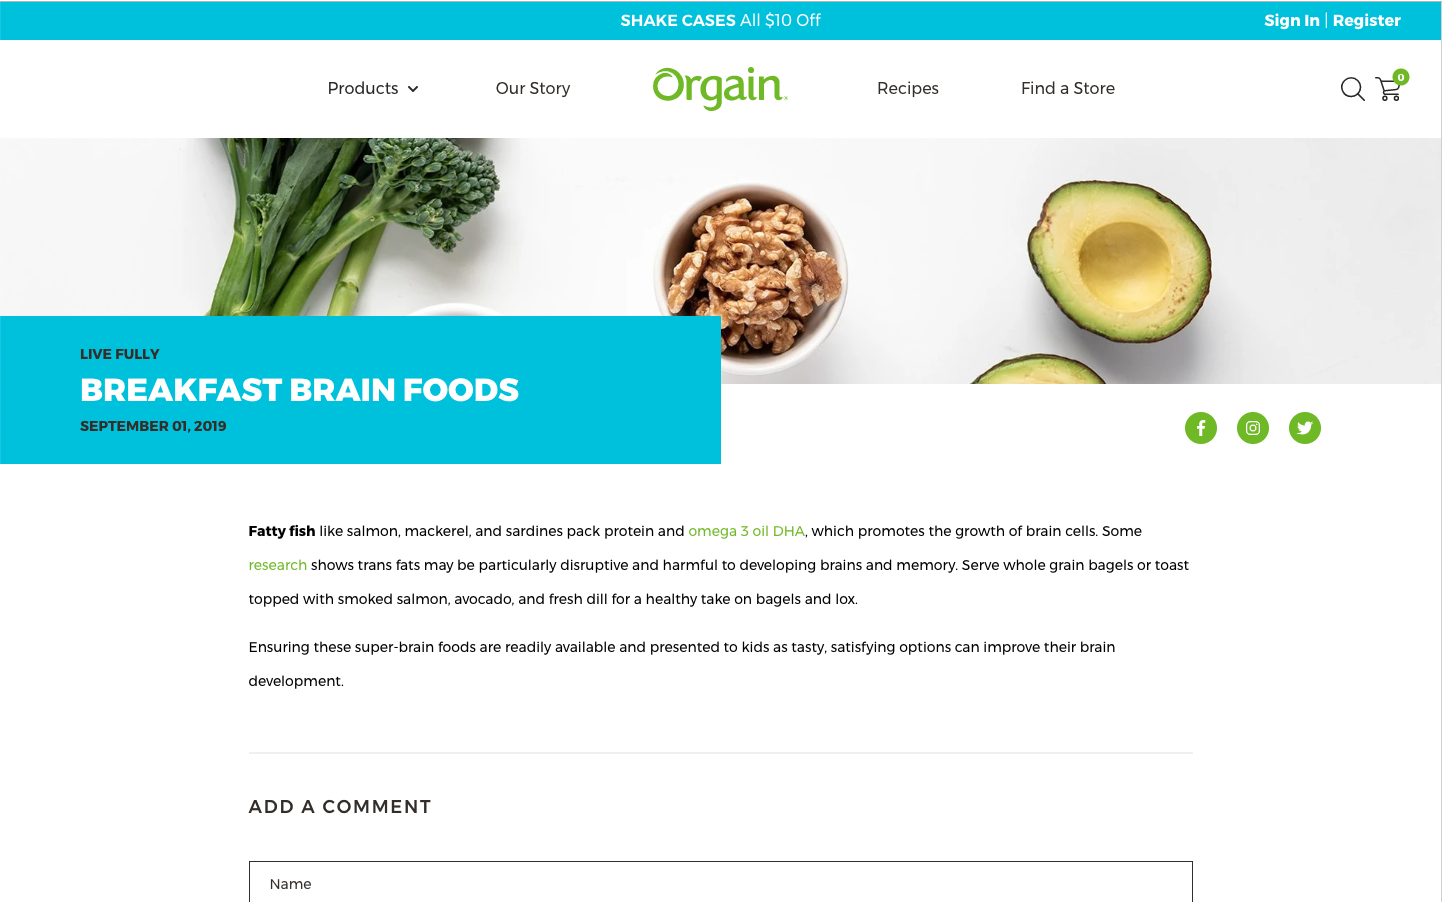 SHAKE CASES All $10 Off
Sign In | Register
Products
Our Story
Orgain
Recipes
Find a Store
0
LIVE FULLY
BREAKFAST BRAIN FOODS
SEPTEMBER 01, 2019
Fatty fish like salmon, mackerel, and sardines pack protein and omega 3 oil DHA, which promotes the growth of brain cells. Some
research shows trans fats may be particularly disruptive and harmful to developing brains and memory. Serve whole grain bagels or toast
topped with smoked salmon, avocado, and fresh dill for a healthy take on bagels and lox.
Ensuring these super-brain foods are readily available and presented to kids as tasty, satisfying options can improve their brain
development.
ADD A COMMENT
Name